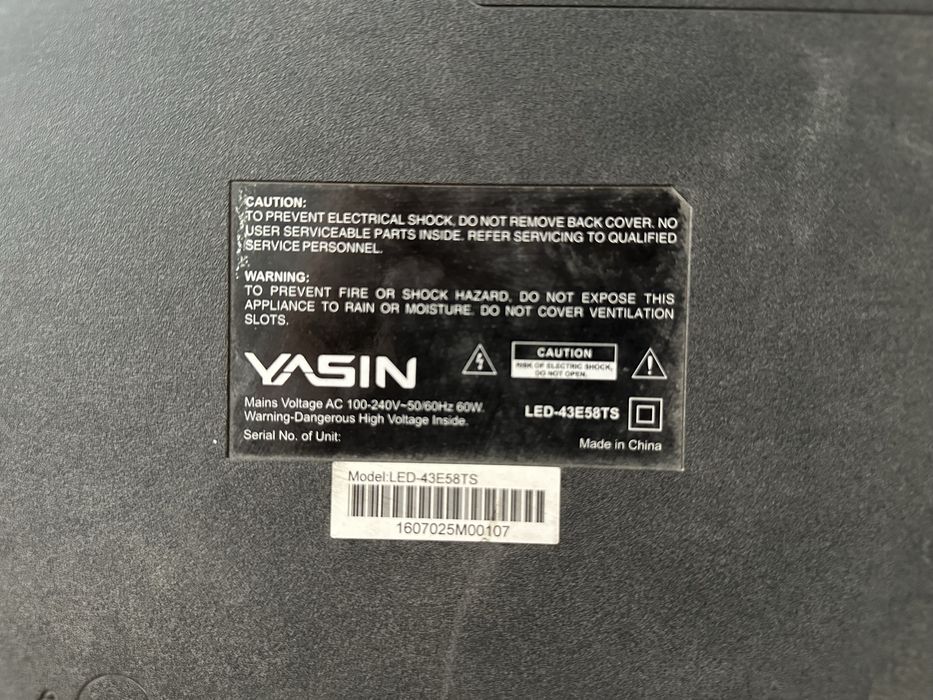 CAUTION:
TO PREVENT ELECTRICAL SHOCK, DO NOT REMOVE BACK COVER. NO
USER SERVICEABLE PARTS INSIDE. REFER SERVICING TO QUALIFIED
SERVICE PERSONNEL.
WARNING:
TO PREVENT FIRE OR SHOCK HAZARD, DO NOT EXPOSE THIS
APPLIANCE TO RAIN OR MOISTURE. DO NOT COVER VENTILATION
SLOTS.
YASIN
CAUTION
RISK OF ELECTRIC SHOCK,
DO NOT OPEN.
Mains Voltage AC 100-240V~50/60Hz 60W.
Warning-Dangerous High Voltage Inside.
LED-43E58TS
Serial No. of Unit:
Made in China
Model:LED-43E58TS
1607025M00107